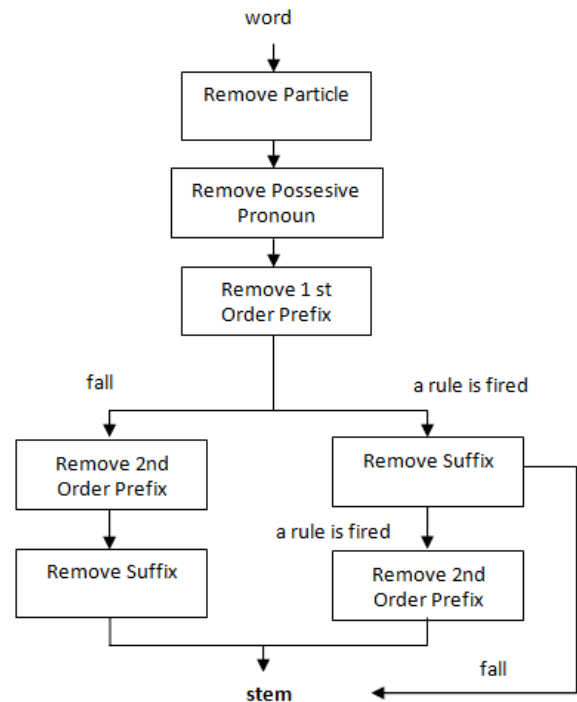 word
Remove Particle
Remove Possesive
Pronoun
Remove 1 st
Order Prefix
fall
a rule is fired
Remove 2nd
Order Prefix
Remove Suffix
a rule is fired
Remove Suffix
Remove 2nd
Order Prefix
fall
stem